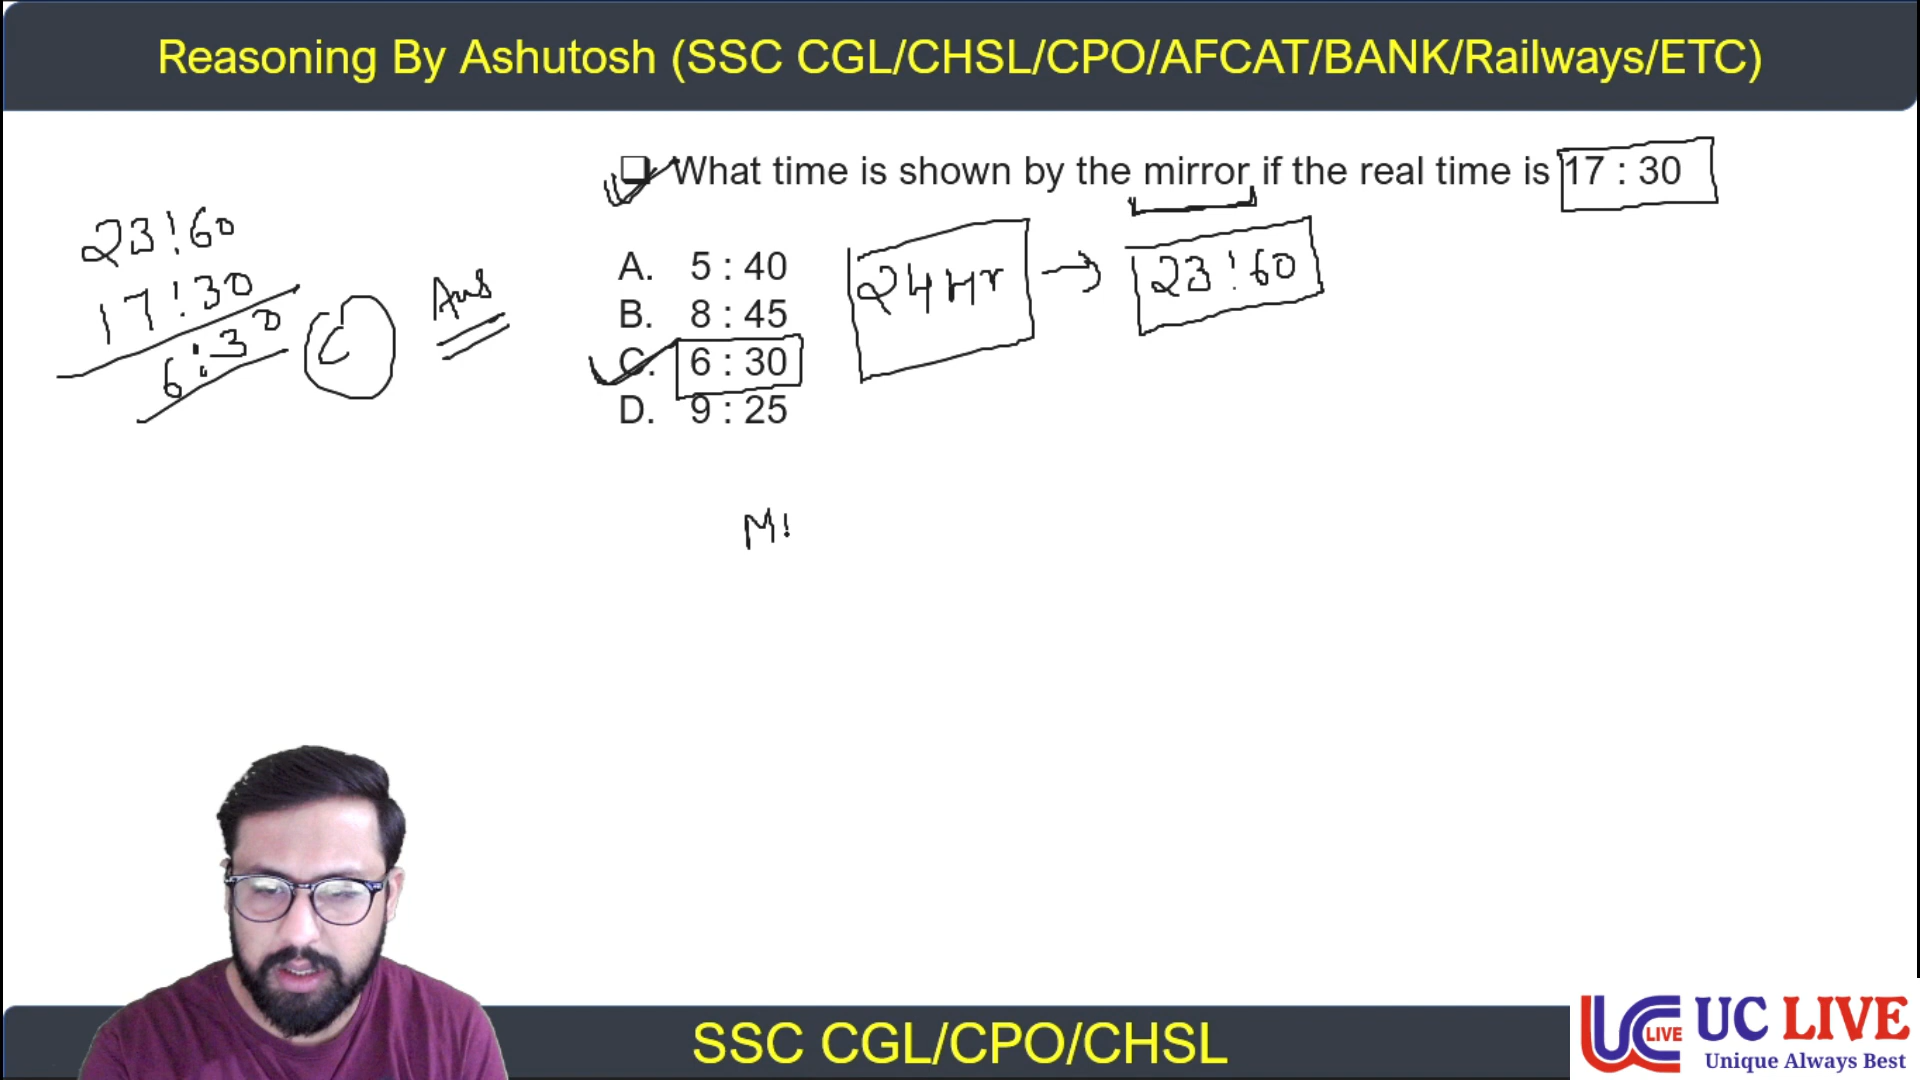 Reasoning By Ashutosh (SSC CGL/CHSL/CPO/AFCAT/BANK/Railways/ETC)
❑ What time is shown by the mirror if the real time is 17 : 30
A. 5 : 40
B. 8 : 45
C. 6 : 30
D. 9 : 25
24 Hr → 23:60
23:60
17:30
6:30
C
Ans
M:
SSC CGL/CPO/CHSL
UC LIVE
LIVE
Unique Always Best